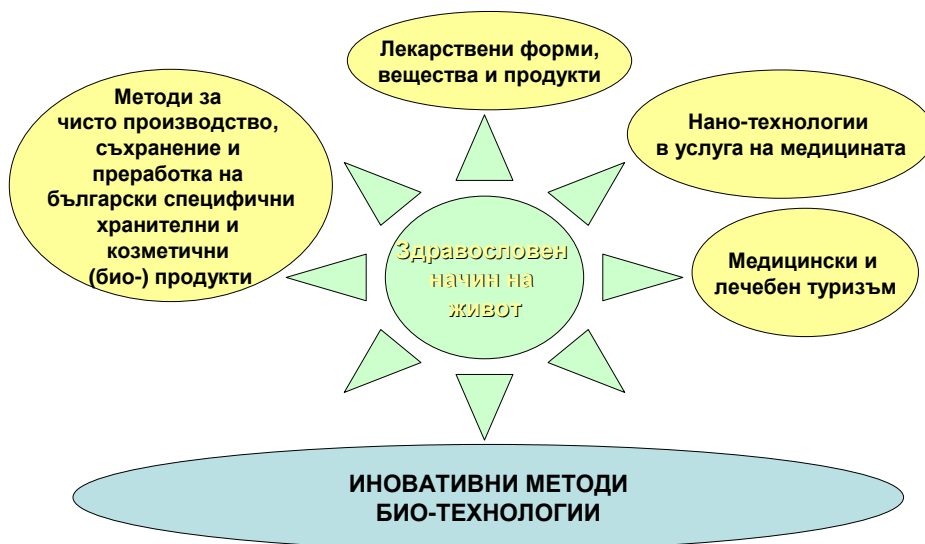 Лекарствени форми,
вещества и продукти
Методи за
чисто производство,
съхранение и
преработка на
български специфични
хранителни и
козметични
(био-) продукти
Нано-технологии
в услуга на медицината
Здравословен
начин на
живот
Медицински и
лечебен туризъм
ИНОВАТИВНИ МЕТОДИ
БИО-ТЕХНОЛОГИИ